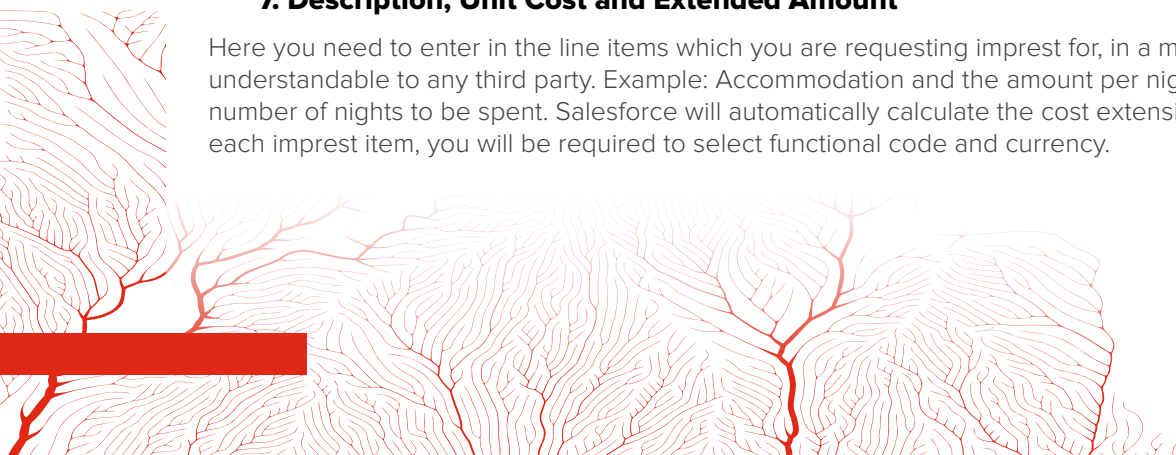 7. Description, Unit Cost and Extended Amount
Here you need to enter in the line items which you are requesting imprest for, in a
understandable to any third party. Example: Accommodation and the amount per
number of nights to be spent. Salesforce will automatically calculate the cost
each imprest item, you will be required to select functional code and currency.